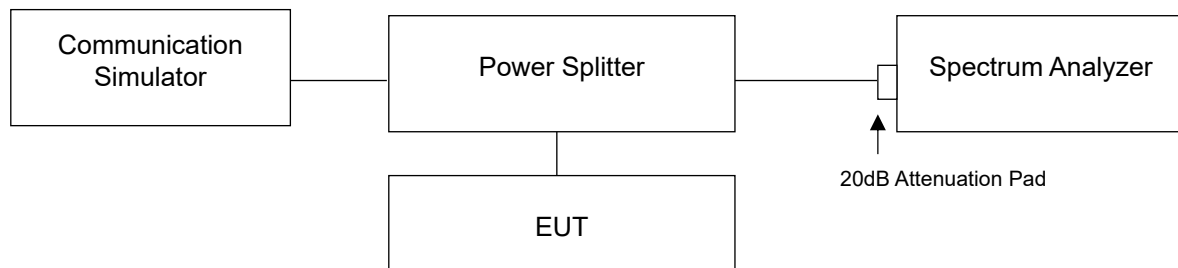 Communication
Simulator
Power Splitter
Spectrum Analyzer
20dB Attenuation Pad
EUT